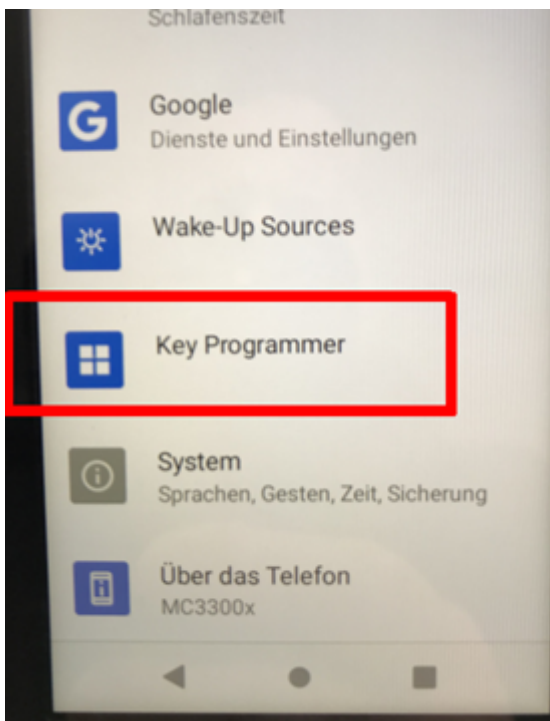 Schlafenszeit
Google
Dienste und Einstellungen
Wake-Up Sources
Key Programmer
System
Sprachen, Gesten, Zeit, Sicherung
Über das Telefon
MC3300x